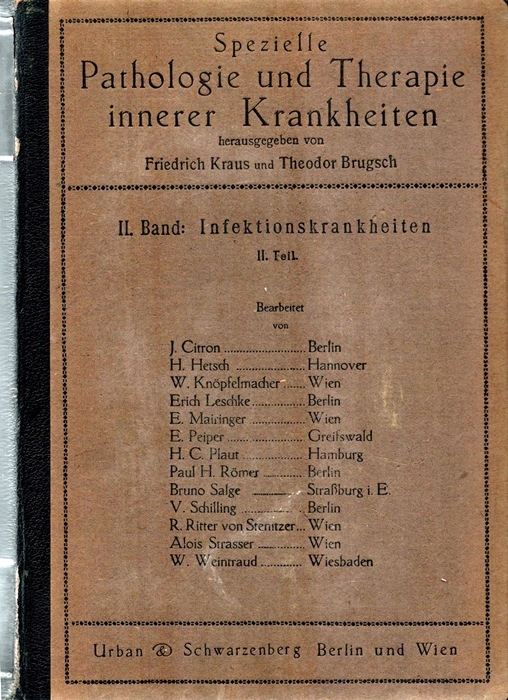 Spezielle
Pathologie und Therapie
innerer Krankheiten
herausgegeben von
Friedrich Kraus und Theodor Brugsch
II. Band: Infektionskrankheiten
II. Teil.
Bearbeitet
von
J. Citron .......................... Berlin
H. Hetsch ...................... Hannover
W. Knöpfelmacher ...... Wien
Erich Leschke ................ Berlin
E. Mairinger .................. Wien
E. Peiper ........................ Greifswald
H. C. Plaut .................... Hamburg
Paul H. Römer ............ Berlin
Bruno Salge .............. Straßburg i. E.
V. Schilling .................. Berlin
R. Ritter von Stenitzer... Wien
Alois Strasser .............. Wien
W. Weintraud ............. Wiesbaden
Urban & Schwarzenberg Berlin und Wien